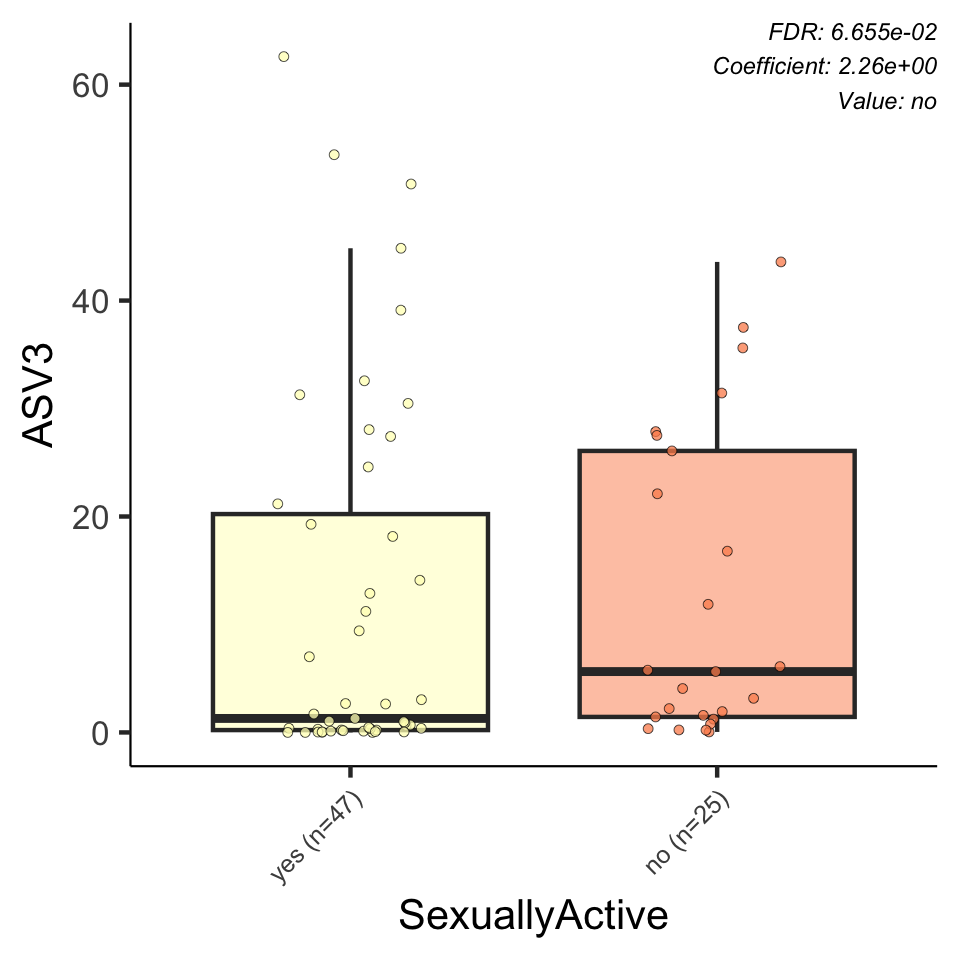 FDR: 6.655e-02
Coefficient: 2.26e+00
Value: no
60
40
20
0
ASV3
yes (n=47)
no (n=25)
SexuallyActive